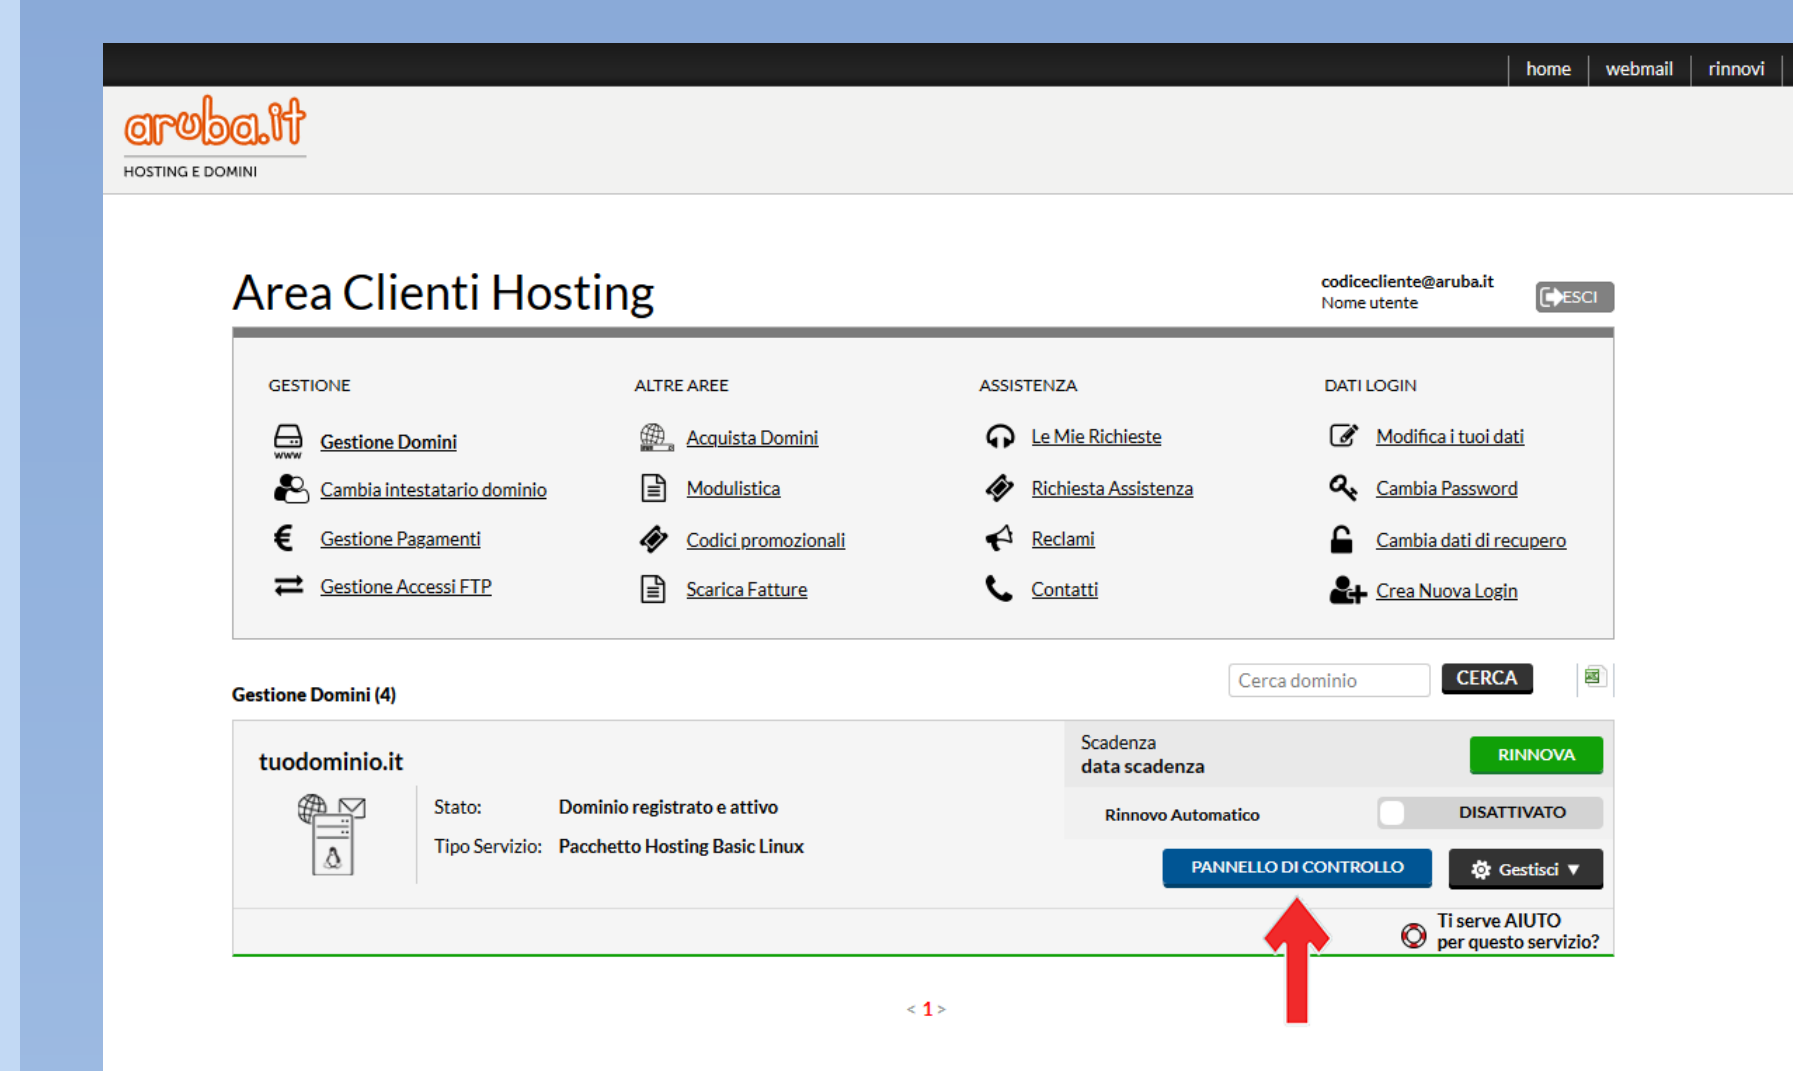 home webmail rinnovi
aruba.it
HOSTING E DOMINI
Area Clienti Hosting
codicecliente@aruba.it
Nome utente
ESCI
GESTIONE
Gestione Domini
Cambia intestatario dominio
Gestione Pagamenti
Gestione Accessi FTP
ALTRE AREE
Acquista Domini
Modulistica
Codici promozionali
Scarica Fatture
ASSISTENZA
Le Mie Richieste
Richiesta Assistenza
Reclami
Contatti
DATI LOGIN
Modifica i tuoi dati
Cambia Password
Cambia dati di recupero
Crea Nuova Login
Gestione Domini (4)
Cerca dominio
CERCA
tuodominio.it
Stato: Dominio registrato e attivo
Tipo Servizio: Pacchetto Hosting Basic Linux
Scadenza
data scadenza
RINNOVA
Rinnovo Automatico
DISATTIVATO
PANNELLO DI CONTROLLO
Gestisci ▼
Ti serve AIUTO
per questo servizio?
< 1 >